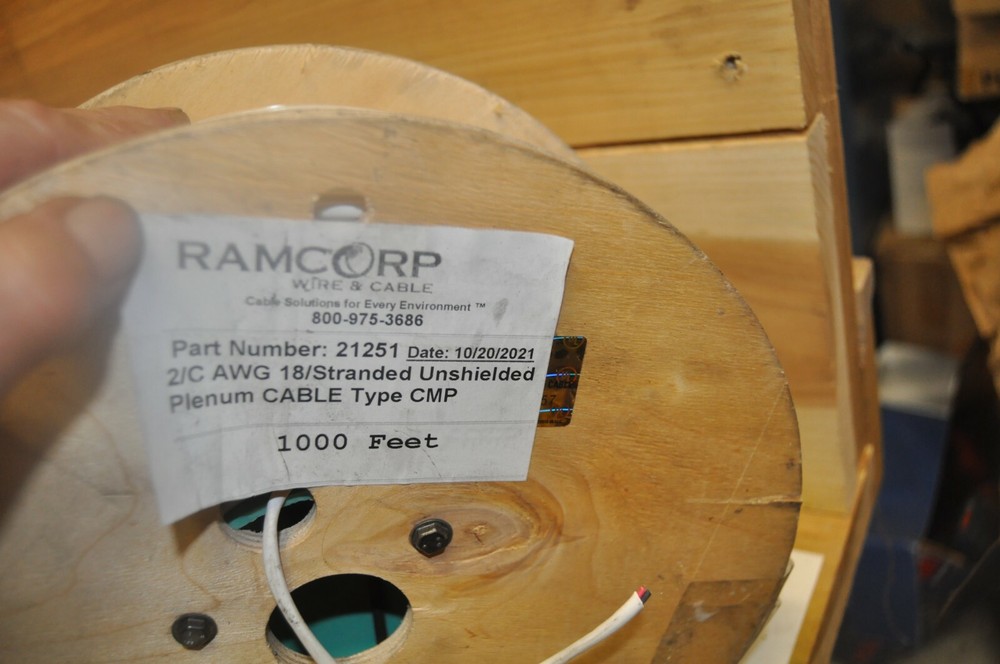 RAMCORP
WIRE & CABLE
Cable Solutions for Every Environment ™
800-975-3686
Part Number: 21251 Date: 10/20/2021
2/C AWG 18/Stranded Unshielded
Plenum CABLE Type CMP
1000 Feet